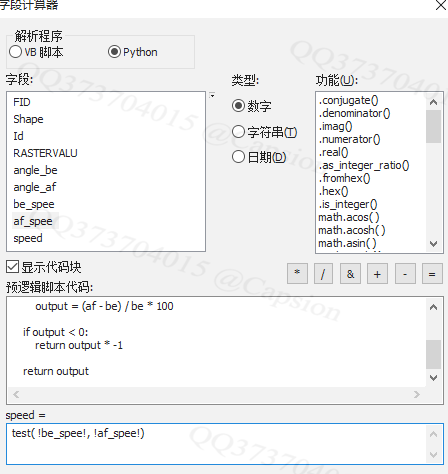 字段计算器
解析程序
VB 脚本
Python
字段:
类型:
功能(U):
FID
Shape
Id
RASTERVALU
angle_be
angle_af
be_spee
af_spee
speed
数字
字符串(T)
日期(D)
.conjugate()
.denominator()
.imag()
.numerator()
.real()
.as_integer_ratio()
.fromhex()
.hex()
.is_integer()
math.acos( )
math.acosh( )
math.asin( )
显示代码块
* / & + - =
预逻辑脚本代码:
output = (af - be) / be * 100
if output < 0:
return output * -1
return output
speed =
test( !be_spee!, !af_spee!)
QQ373704015 @Capsion
QQ373704015 @Capsion
QQ373704015